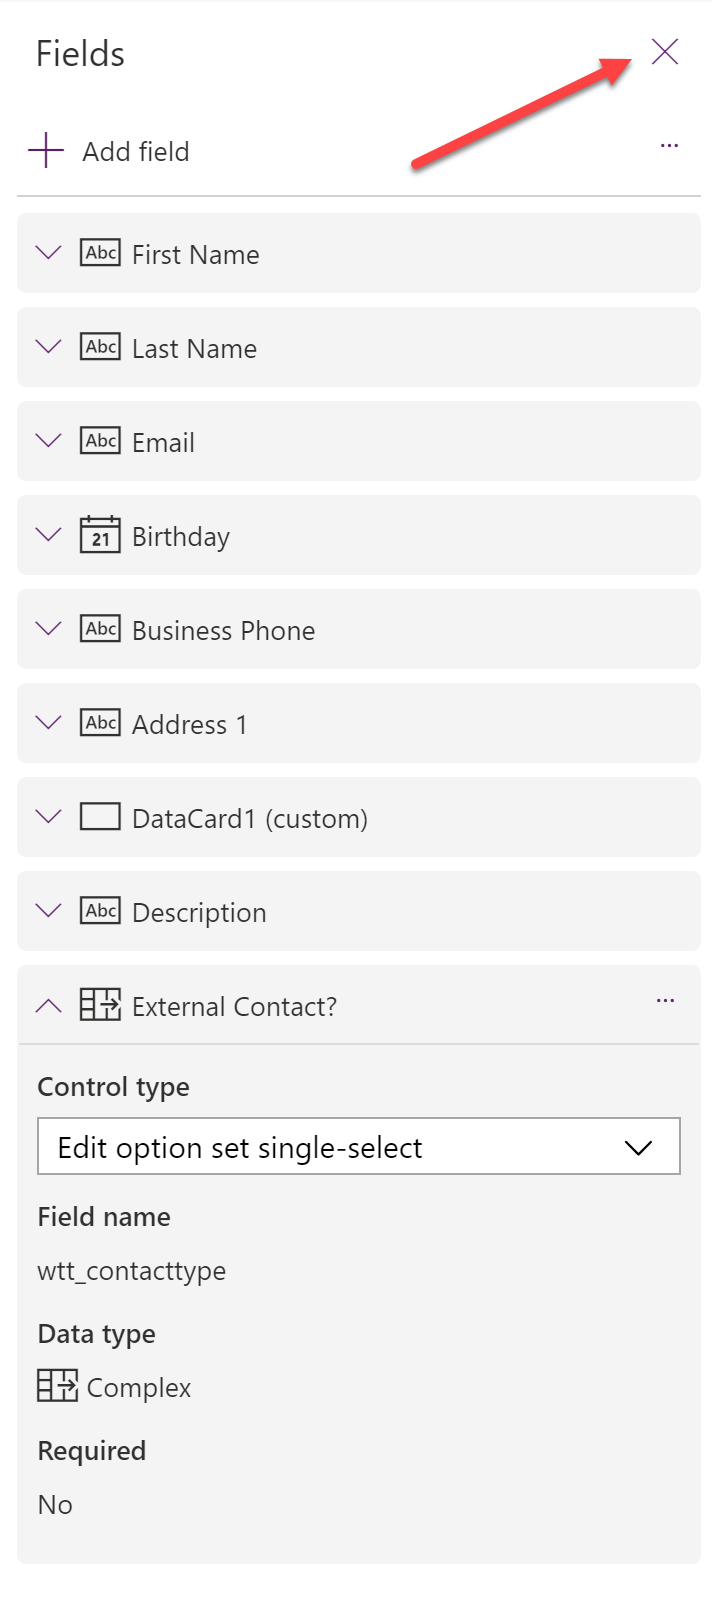 Fields
Add field
...
Abc First Name
Abc Last Name
Abc Email
21 Birthday
Abc Business Phone
Abc Address 1
DataCard1 (custom)
Abc Description
External Contact? ...
Control type
Edit option set single-select
Field name
wtt_contacttype
Data type
Complex
Required
No